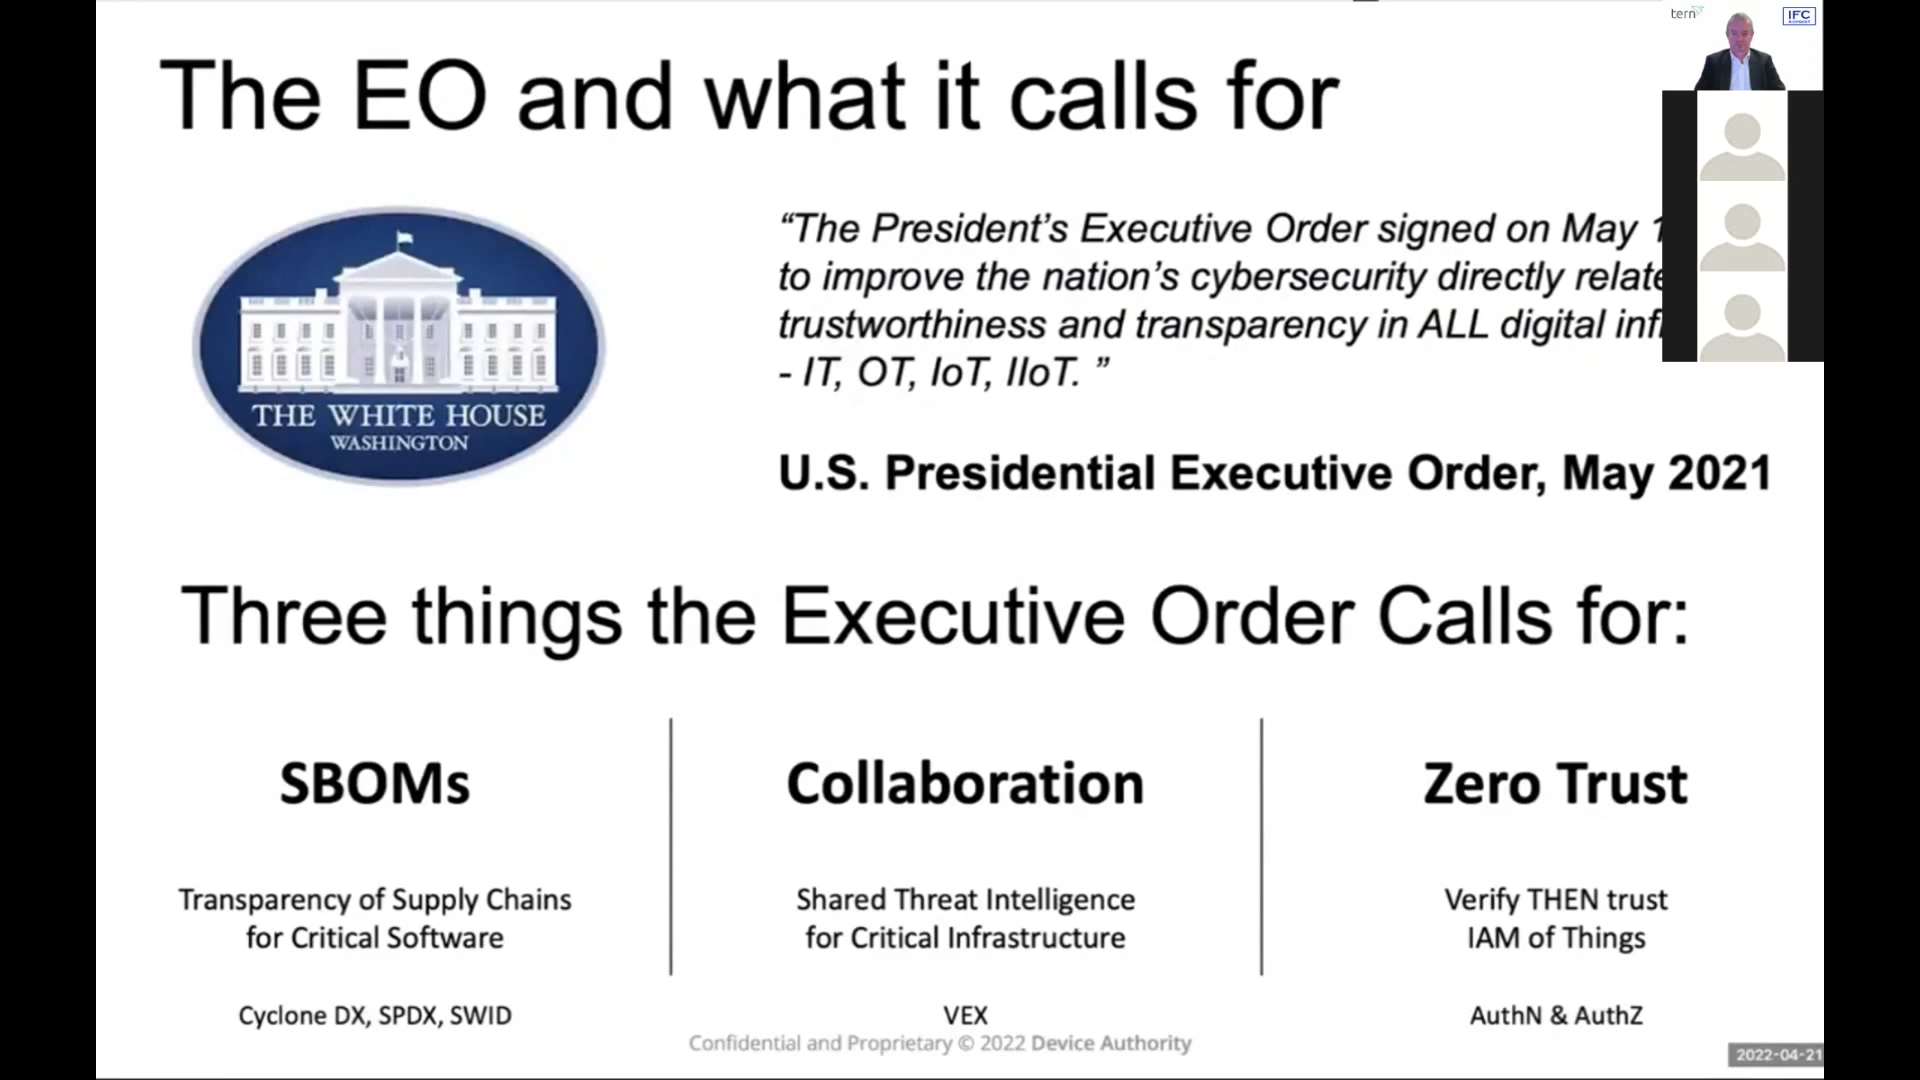 The EO and what it calls for
tern
IFC
THE WHITE HOUSE
WASHINGTON
“The President’s Executive Order signed on May
to improve the nation’s cybersecurity directly
trustworthiness and transparency in ALL digital
- IT, OT, IoT, IIoT. ”
U.S. Presidential Executive Order, May 2021
Three things the Executive Order Calls for:
SBOMs
Transparency of Supply Chains
for Critical Software
Cyclone DX, SPDX, SWID
Collaboration
Shared Threat Intelligence
for Critical Infrastructure
VEX
Zero Trust
Verify THEN trust
IAM of Things
AuthN & AuthZ
Confidential and Proprietary © 2022 Device Authority
2022-04-21